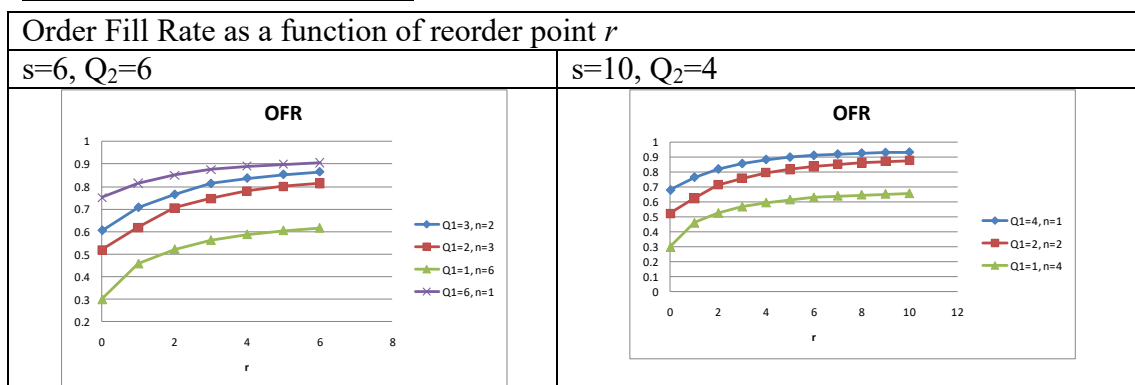 Order Fill Rate as a function of reorder point r
s=6, Q2=6
s=10, Q2=4
OFR
1
0.9
0.8
0.7
0.6
0.5
0.4
0.3
0.2
0 2 4 6 8
r
Q1=3, n=2
Q1=2, n=3
Q1=1, n=6
Q1=6, n=1
OFR
1
0.9
0.8
0.7
0.6
0.5
0.4
0.3
0.2
0.1
0
0 2 4 6 8 10 12
r
Q1=4, n=1
Q1=2, n=2
Q1=1, n=4